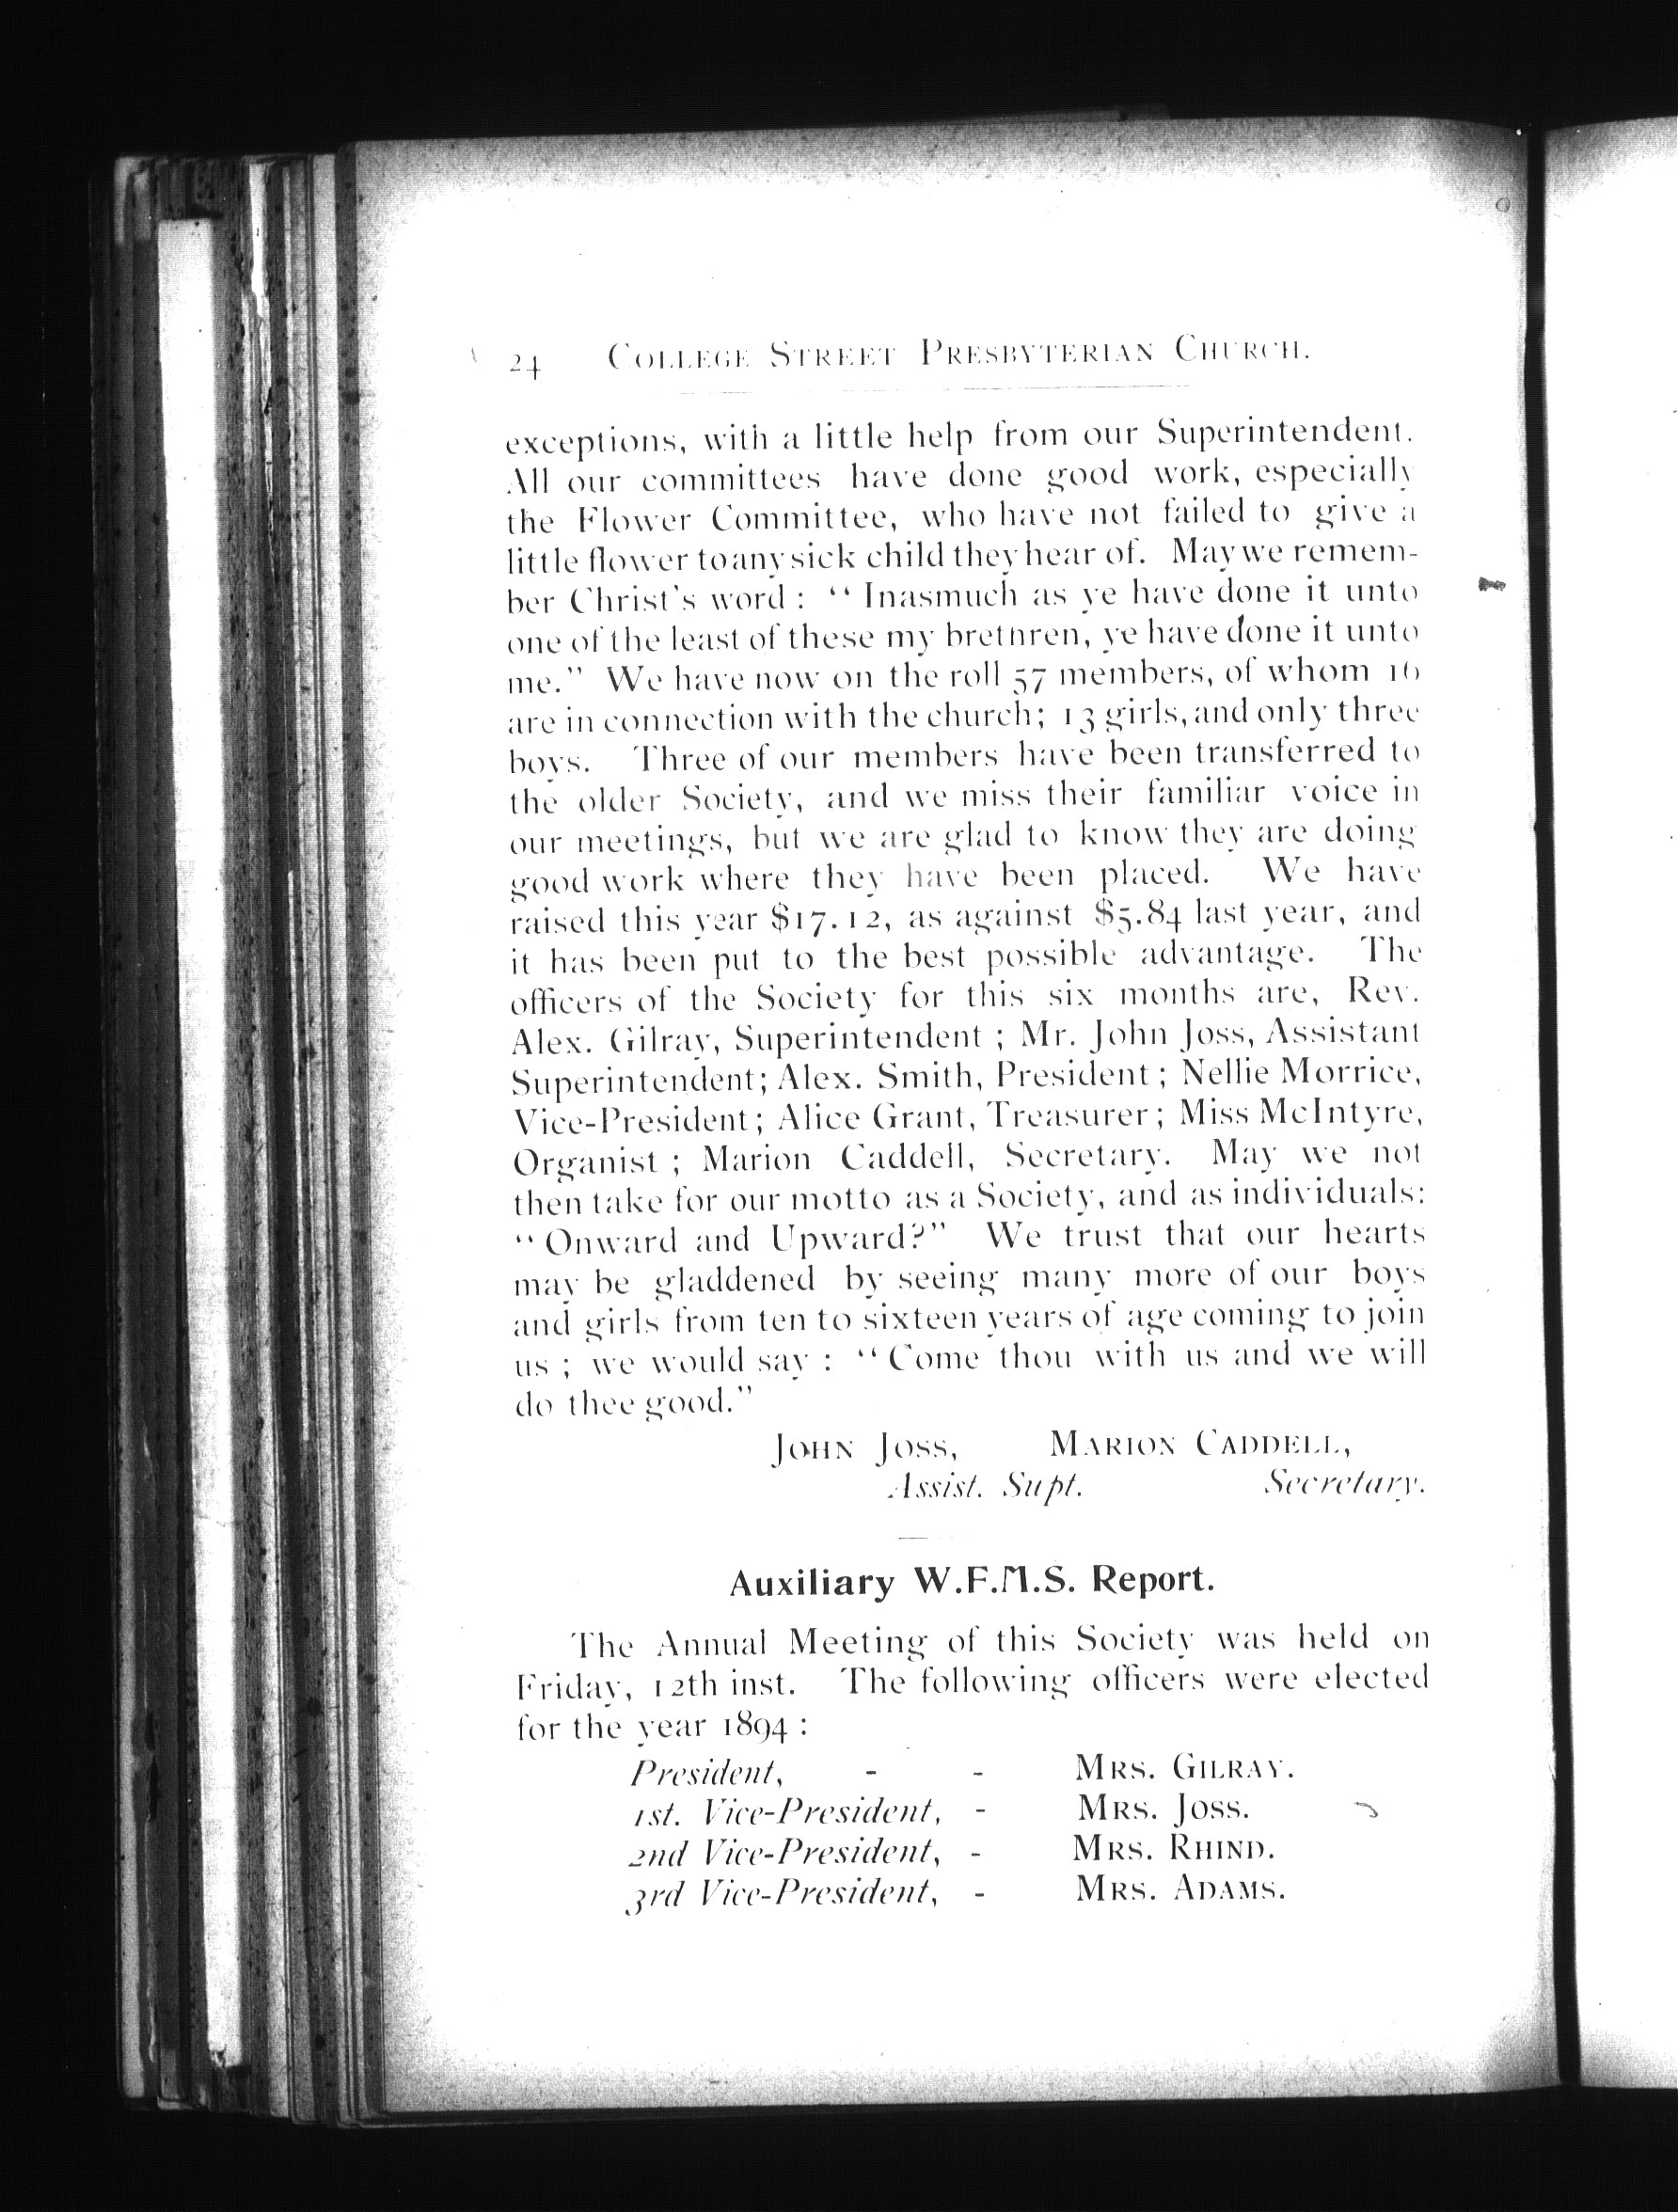 24 COLLEGE STREET PRESBYTERIAN CHURCH.
exceptions, with a little help from our Superintendent.
All our committees have done good work, especially
the Flower Committee, who have not failed to give a
little flower to any sick child they hear of. May we remem-
ber Christ's word : “ Inasmuch as ye have done it unto
one of the least of these my brethren, ye have done it unto
me.” We have now on the roll 57 members, of whom 16
are in connection with the church; 13 girls, and only three
boys. Three of our members have been transferred to
the older Society, and we miss their familiar voice in
our meetings, but we are glad to know they are doing
good work where they have been placed. We have
raised this year $17.12, as against $5.84 last year, and
it has been put to the best possible advantage. The
officers of the Society for this six months are, Rev.
Alex. Gilray, Superintendent ; Mr. John Joss, Assistant
Superintendent; Alex. Smith, President ; Nellie Morrice,
Vice-President ; Alice Grant, Treasurer ; Miss McIntyre,
Organist ; Marion Caddell, Secretary. May we not
then take for our motto as a Society, and as individuals:
“ Onward and Upward?” We trust that our hearts
may be gladdened by seeing many more of our boys
and girls from ten to sixteen years of age coming to join
us ; we would say : “ Come thou with us and we will
do thee good.”
JOHN JOSS, MARION CADDELL,
Assist. Supt. Secretary.
Auxiliary W.F.M.S. Report.
The Annual Meeting of this Society was held on
Friday, 12th inst. The following officers were elected
for the year 1894 :
President, - - MRS. GILRAY.
1st. Vice-President, - MRS. JOSS.
2nd Vice-President, - MRS. RHIND.
3rd Vice-President, - MRS. ADAMS.